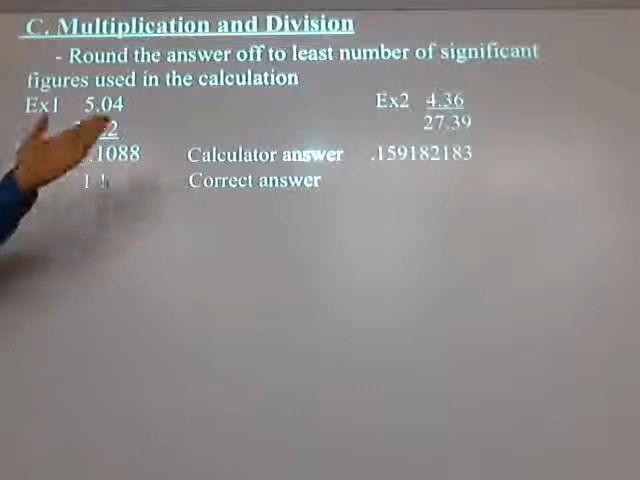 C. Multiplication and Division
- Round the answer off to least number of significant
figures used in the calculation
Ex1 5.04 Ex2 4.36
27.39
.1088 Calculator answer .159182183
Correct answer